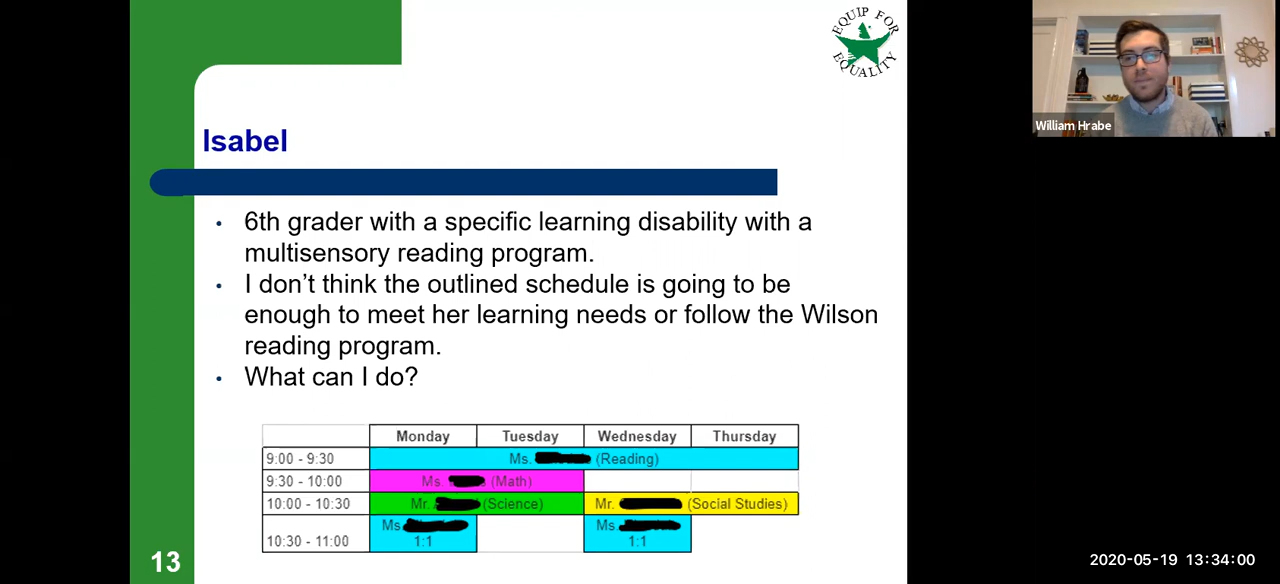 EQUIP FOR
EQUALITY
William Hrabe
Isabel
• 6th grader with a specific learning disability with a
multisensory reading program.
• I don’t think the outlined schedule is going to be
enough to meet her learning needs or follow the Wilson
reading program.
• What can I do?
Monday Tuesday Wednesday Thursday
9:00 - 9:30 Ms. (Reading)
9:30 - 10:00 Ms. (Math)
10:00 - 10:30 Mr. (Science) Mr. (Social Studies)
Ms. Ms.
10:30 - 11:00 1:1 1:1
13
2020-05-19 13:34:00